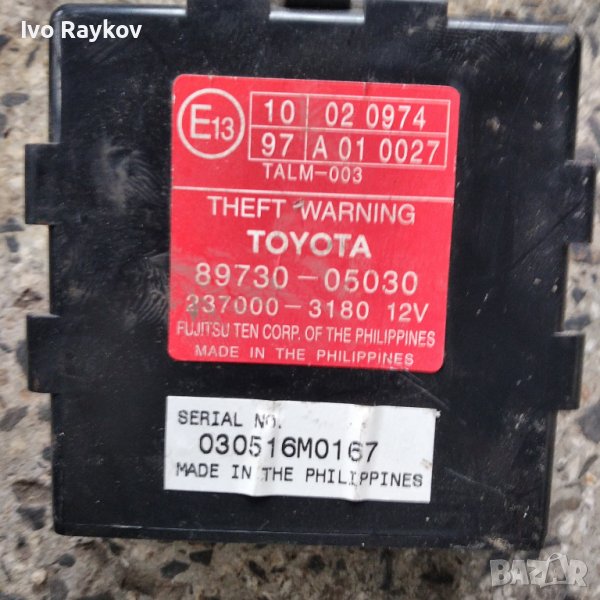 Ivo Raykov
E13
10 02 0974
97 A 01 0027
TALM-003
THEFT WARNING
TOYOTA
89730-05030
237000-3180 12V
FUJITSU TEN CORP. OF THE PHILIPPINES
MADE IN THE PHILIPPINES
SERIAL NO.
030516M0167
MADE IN THE PHILIPPINES
BAZAR